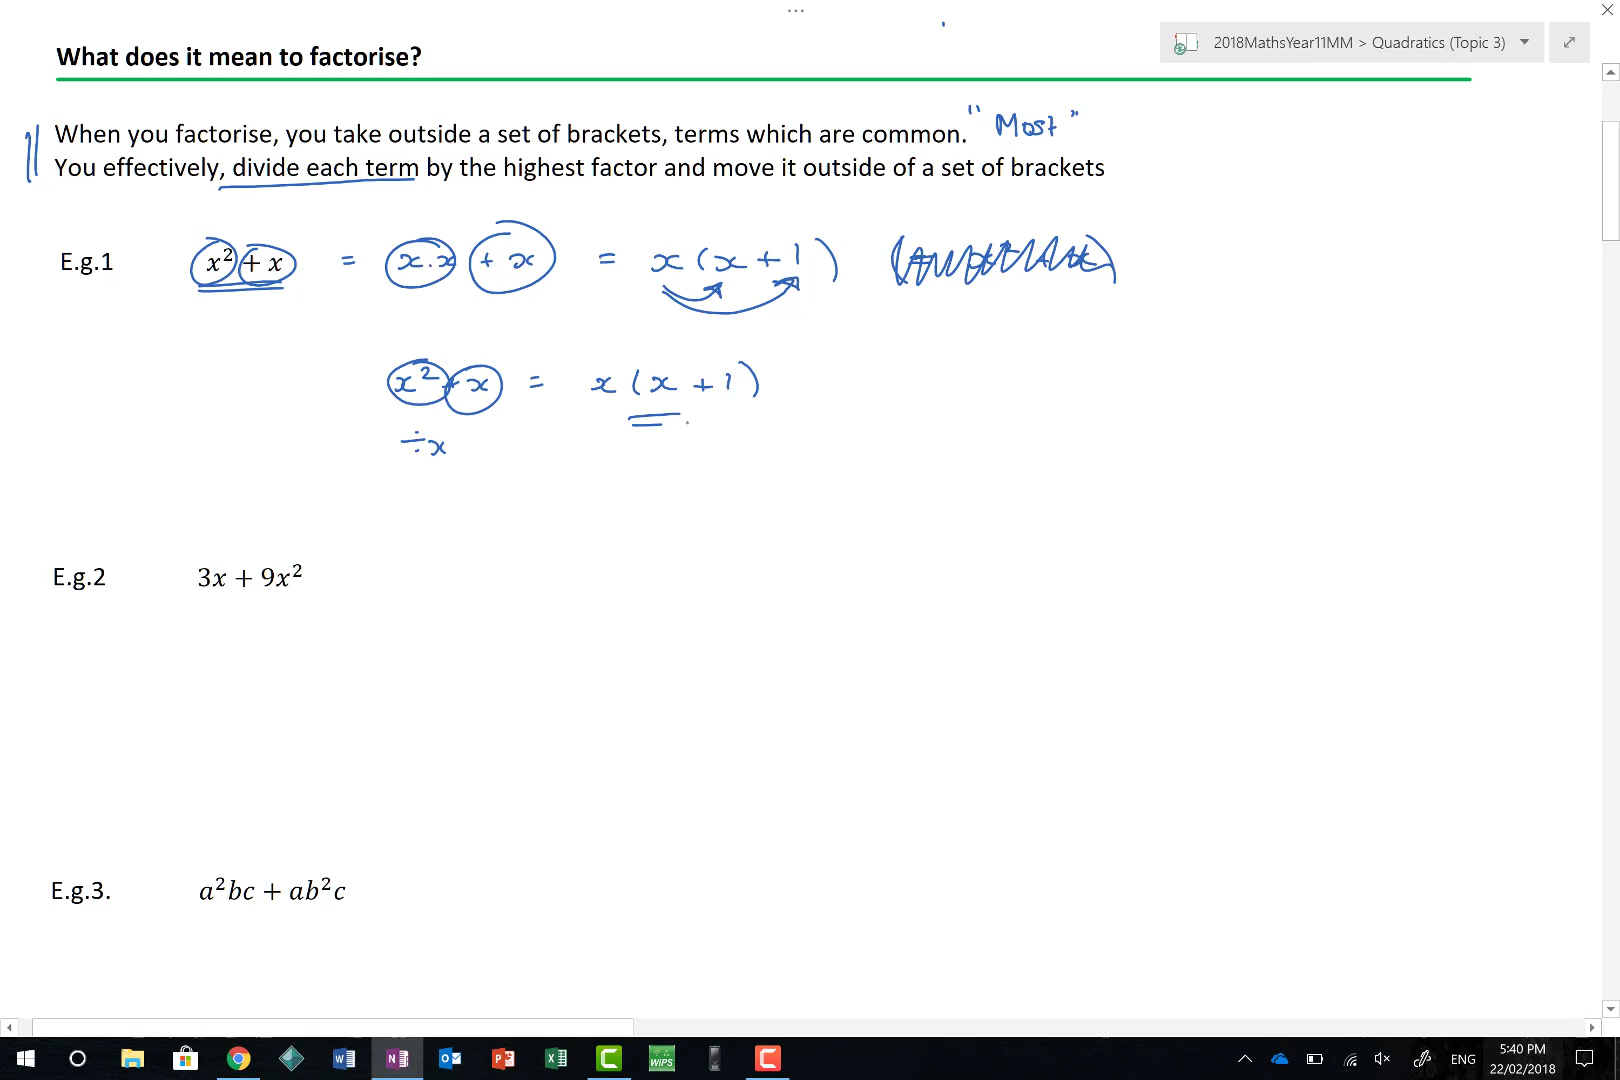 What does it mean to factorise?
2018MathsYear11MM > Quadratics (Topic 3)
When you factorise, you take outside a set of brackets, terms which are common. "Most"
You effectively, divide each term by the highest factor and move it outside of a set of brackets
E.g.1 x² + x = x.x + x = x(x+1)
x² + x = x(x+1)
÷x
E.g.2 3x + 9x²
E.g.3. a²bc + ab²c
WiPS
ENG
5:40 PM
22/02/2018